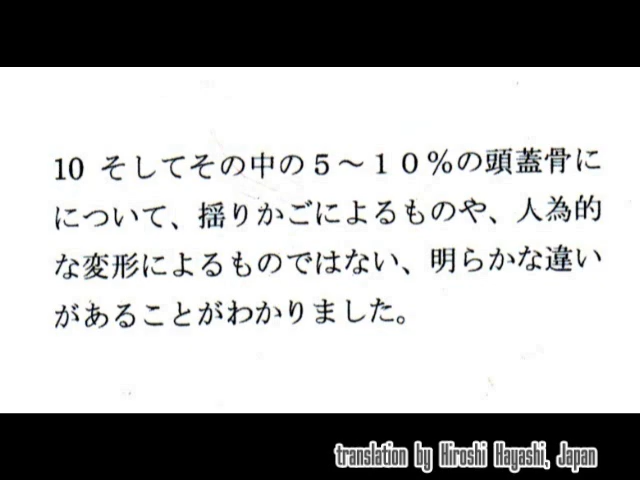 10 そしてその中の５～１０％の頭蓋骨に
について、揺りかごによるものや、人為的
な変形によるものではない、明らかな違い
があることがわかりました。
translation by Hiroshi Hayashi, Japan